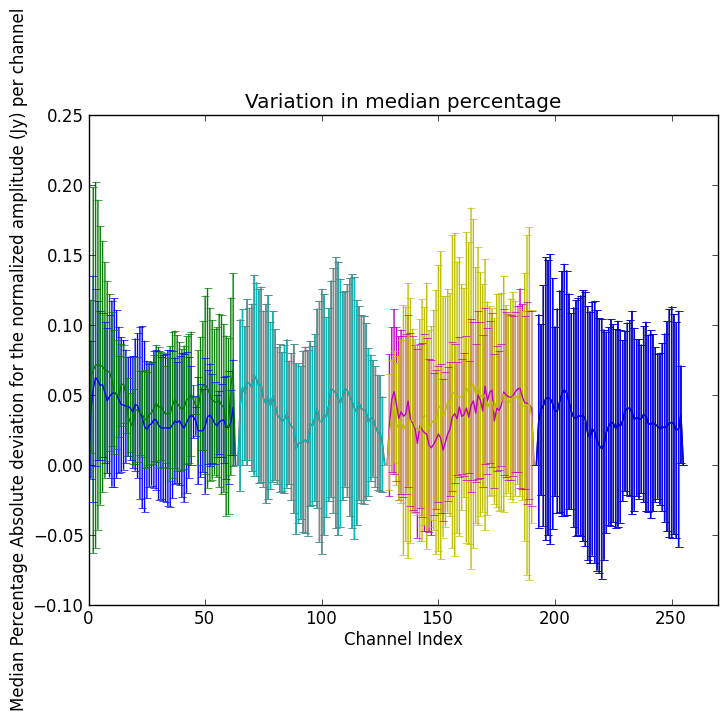 Variation in median percentage
Median Percentage Absolute deviation for the normalized amplitude (Jy) per channel
0.25
0.20
0.15
0.10
0.05
0.00
−0.05
−0.10
0 50 100 150 200 250
Channel Index